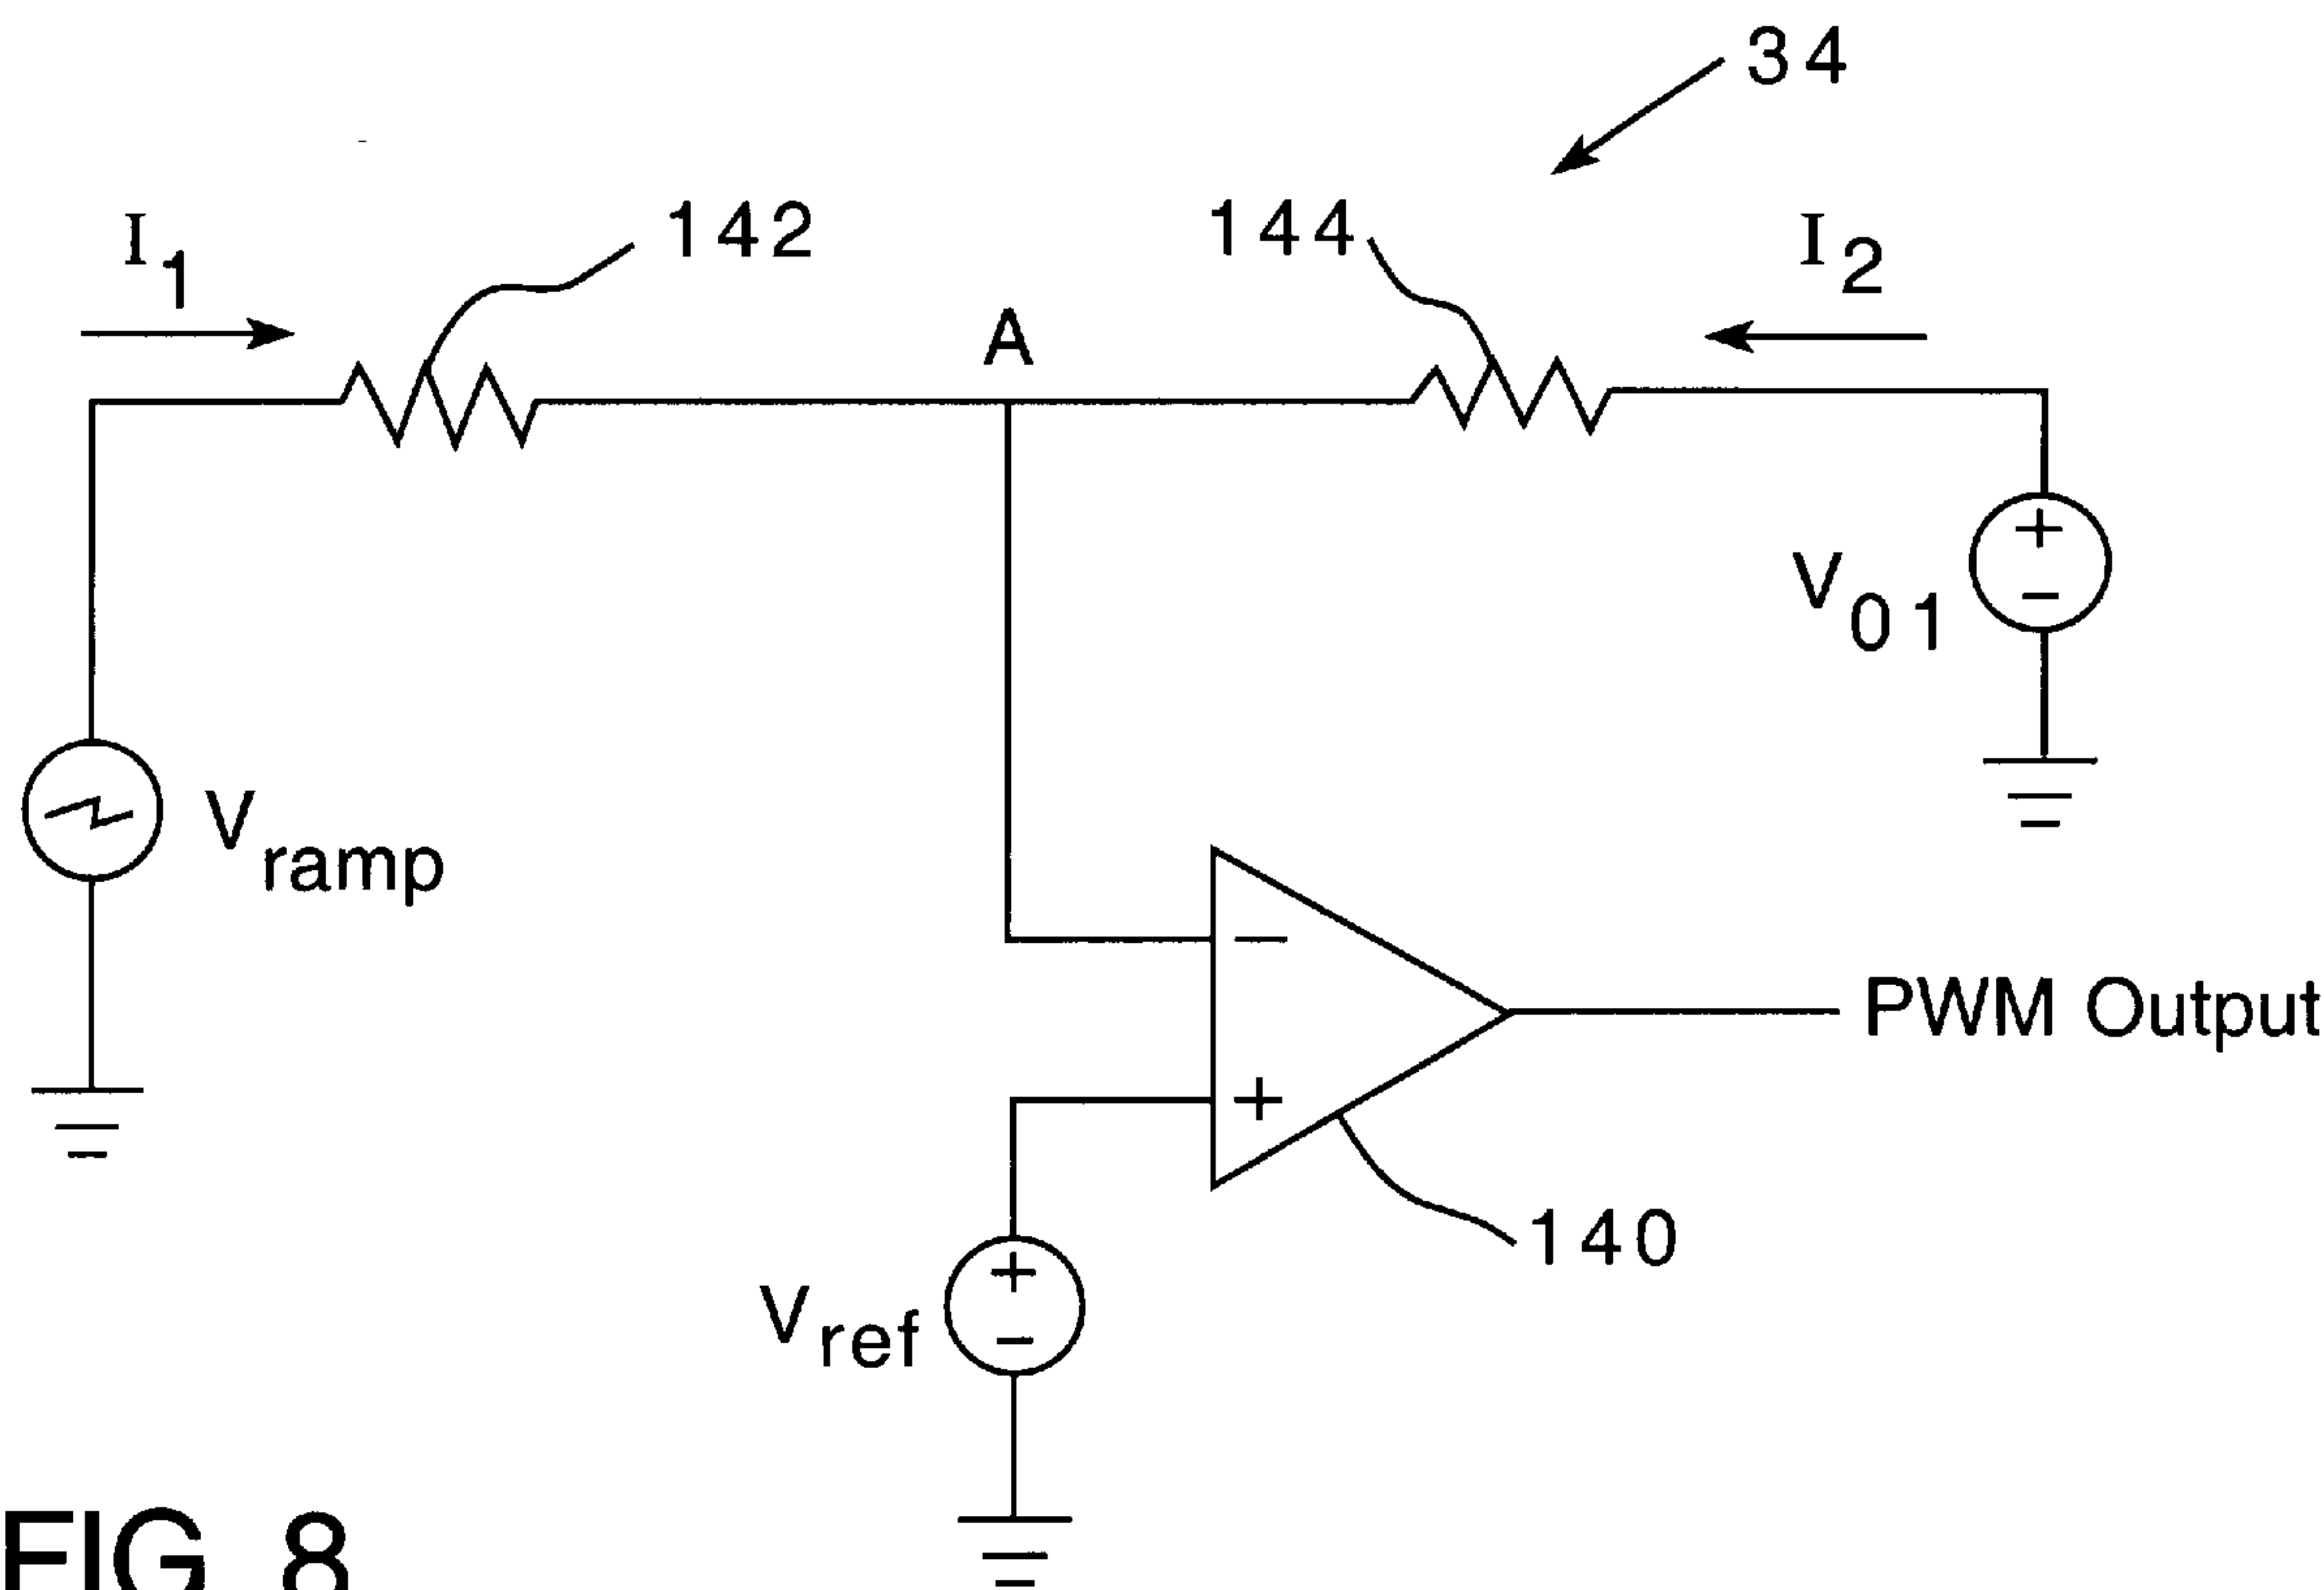 34
I1
142
144
I2
A
+
−
V01
Vramp
−
PWM Output
+
140
+
−
Vref
FIG 8